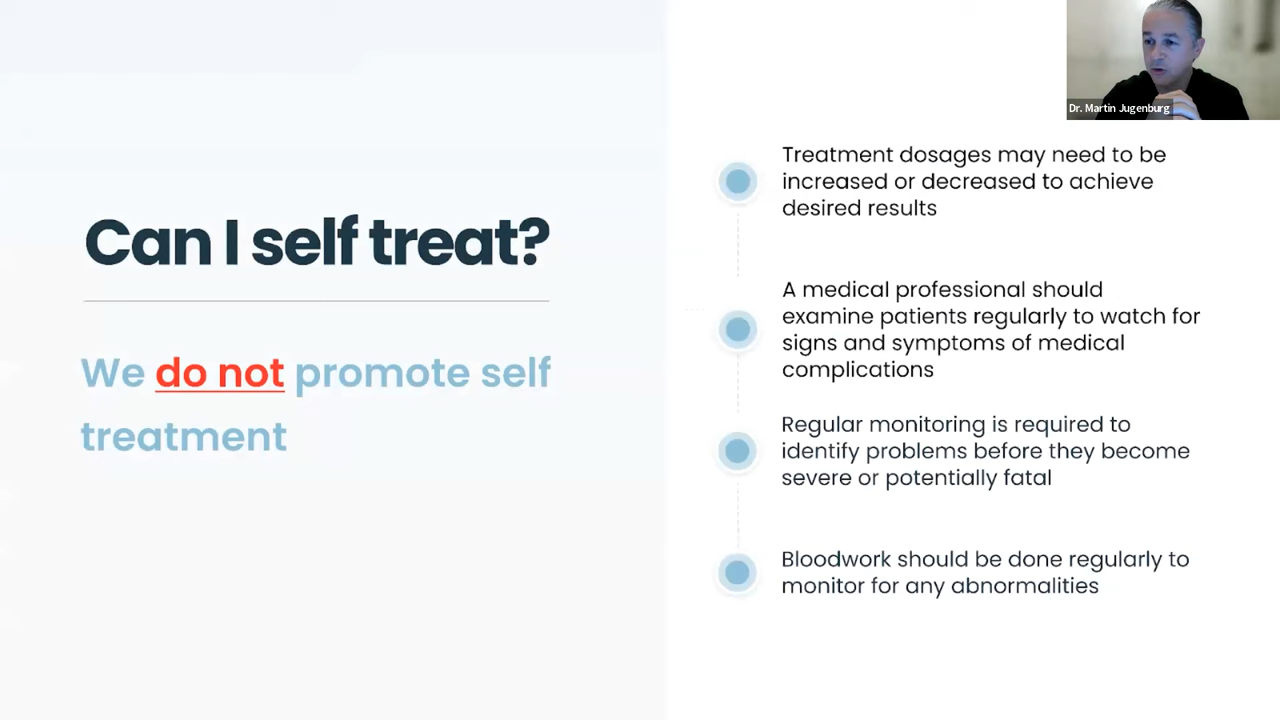 Dr. Martin Jugenburg
Can I self treat?
We do not promote self
treatment
Treatment dosages may need to be
increased or decreased to achieve
desired results
A medical professional should
examine patients regularly to watch for
signs and symptoms of medical
complications
Regular monitoring is required to
identify problems before they become
severe or potentially fatal
Bloodwork should be done regularly to
monitor for any abnormalities